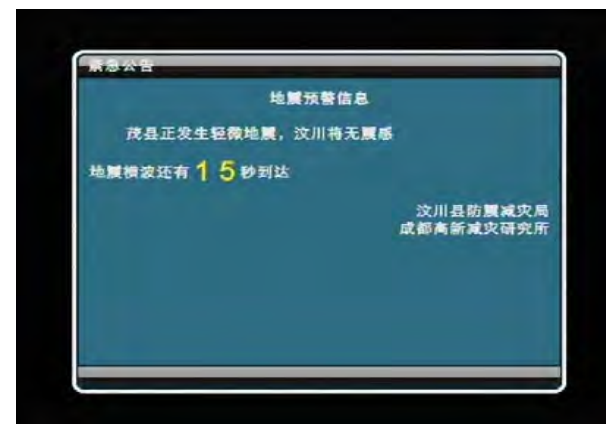 紧急公告
地震预警信息
茂县正发生轻微地震，汶川将无震感
地震横波还有15秒到达
汶川县防震减灾局
成都高新减灾研究所